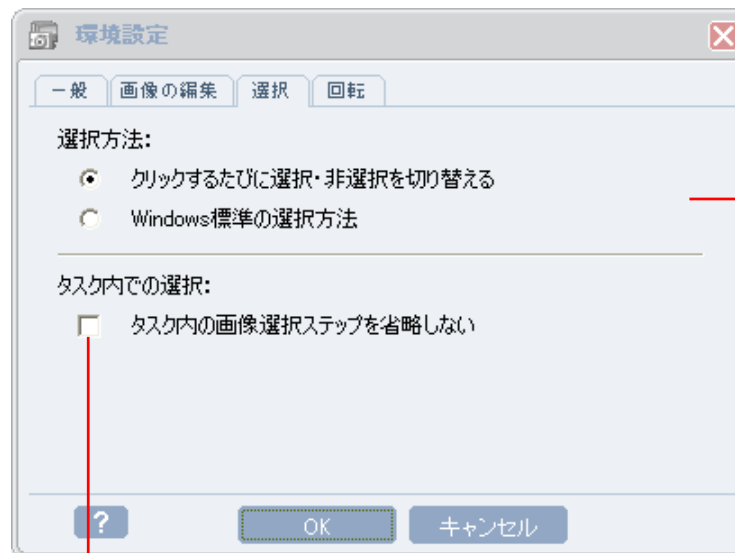 環境設定
一般 画像の編集 選択 回転
選択方法:
クリックするたびに選択・非選択を切り替える
Windows標準の選択方法
タスク内での選択:
タスク内の画像選択ステップを省略しない
? OK キャンセル